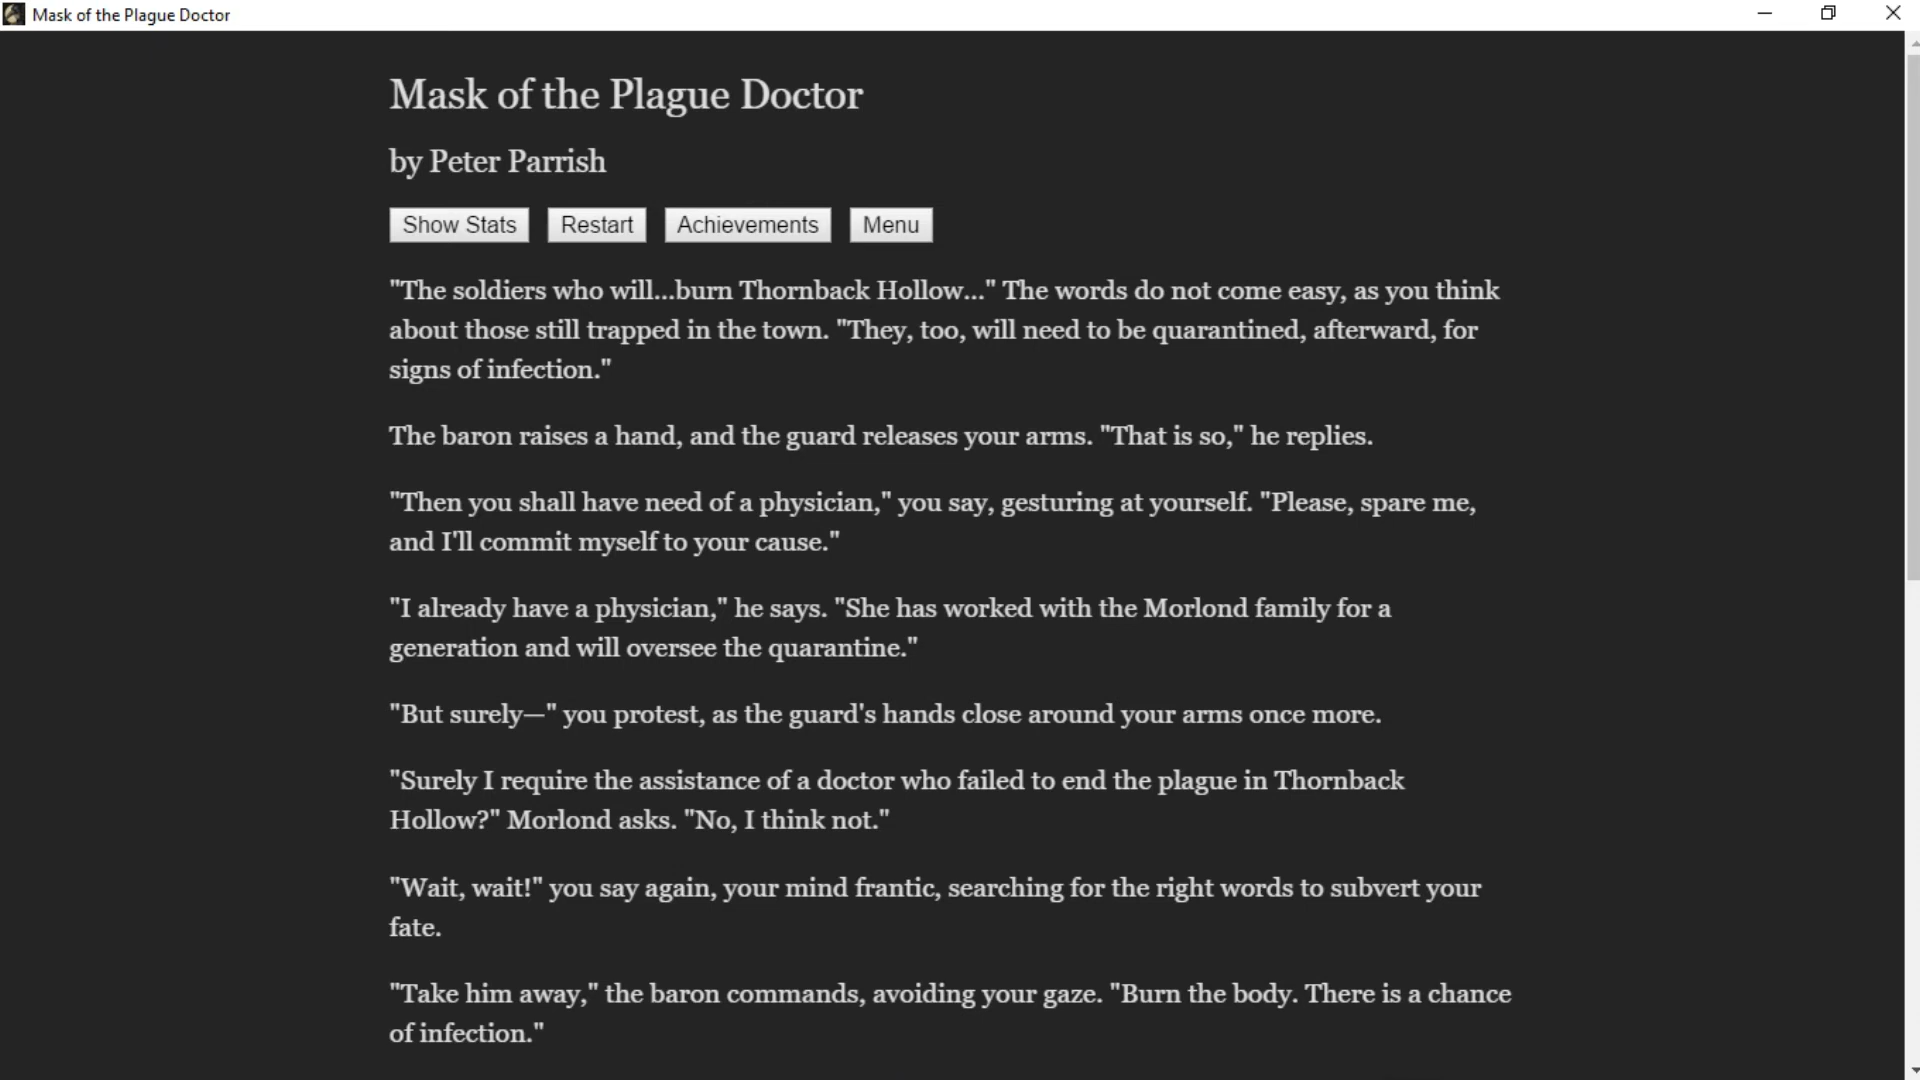 Mask of the Plague Doctor
Mask of the Plague Doctor
by Peter Parrish
Show Stats Restart Achievements Menu
"The soldiers who will...burn Thornback Hollow..." The words do not come easy, as you think
about those still trapped in the town. "They, too, will need to be quarantined, afterward, for
signs of infection."
The baron raises a hand, and the guard releases your arms. "That is so," he replies.
"Then you shall have need of a physician," you say, gesturing at yourself. "Please, spare me,
and I'll commit myself to your cause."
"I already have a physician," he says. "She has worked with the Morlond family for a
generation and will oversee the quarantine."
"But surely—" you protest, as the guard's hands close around your arms once more.
"Surely I require the assistance of a doctor who failed to end the plague in Thornback
Hollow?" Morlond asks. "No, I think not."
"Wait, wait!" you say again, your mind frantic, searching for the right words to subvert your
fate.
"Take him away," the baron commands, avoiding your gaze. "Burn the body. There is a chance
of infection."